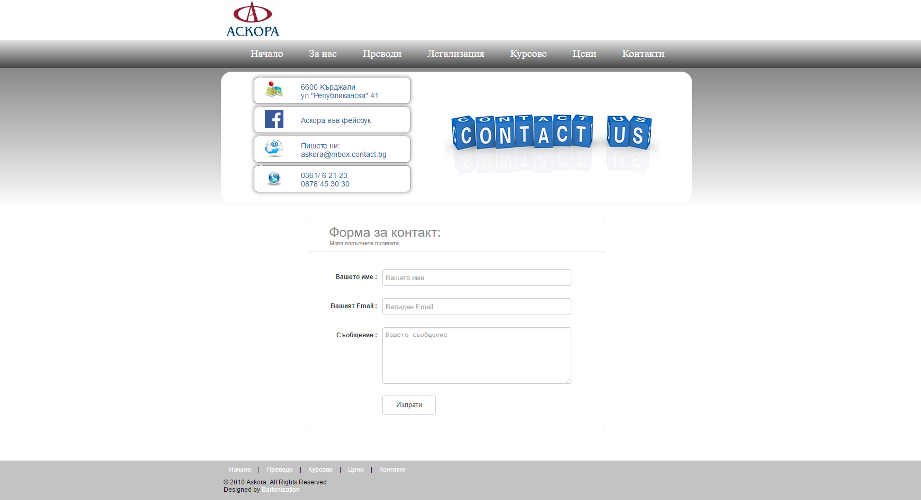 АСКОРА
Начало За нас Преводи Легализация Курсове Цени Контакти
6600 Кърджали
ул."Републиканска" 41
Аскора във фейсбук
Пишете ни:
askora@mbox.contact.bg
0361/ 6 21 23
0878 45 30 30
CONTACT US
Форма за контакт:
Моля попълнете полетата
Вашето име : Вашето име
Вашият Email : Валиден Email
Съобщение : Вашето съобщение
Изпрати
Начало | Преводи | Курсове | Цени | Контакти
© 2010 Askora. All Rights Reserved
Designed by Bartonization